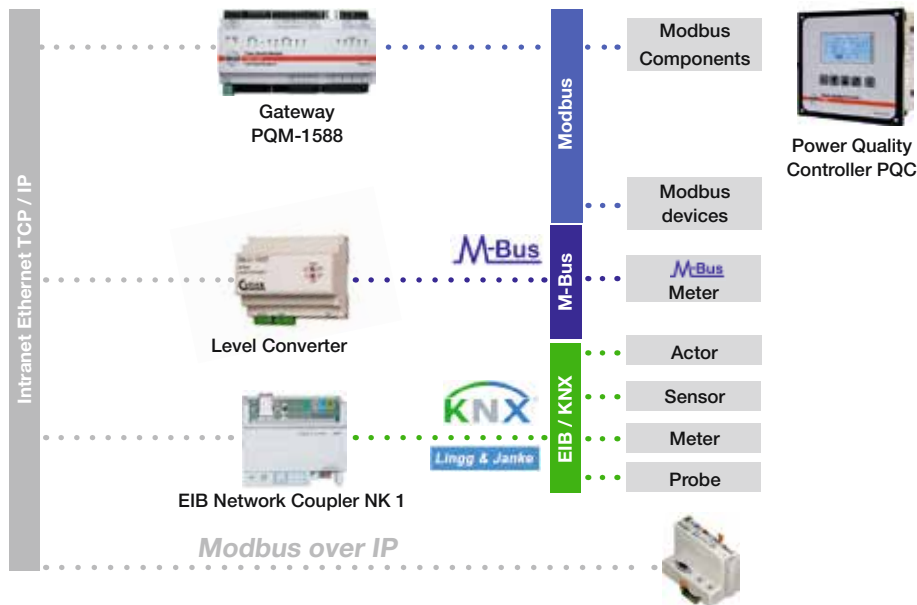 Intranet Ethernet TCP / IP
Gateway
PQM-1588
Modbus
Modbus
Components
Power Quality
Controller PQC
Modbus
devices
M-Bus
M-Bus
M-Bus
Meter
Level Converter
Actor
Sensor
KNX
EIB / KNX
Lingg & Janke
Meter
Probe
EIB Network Coupler NK 1
Modbus over IP